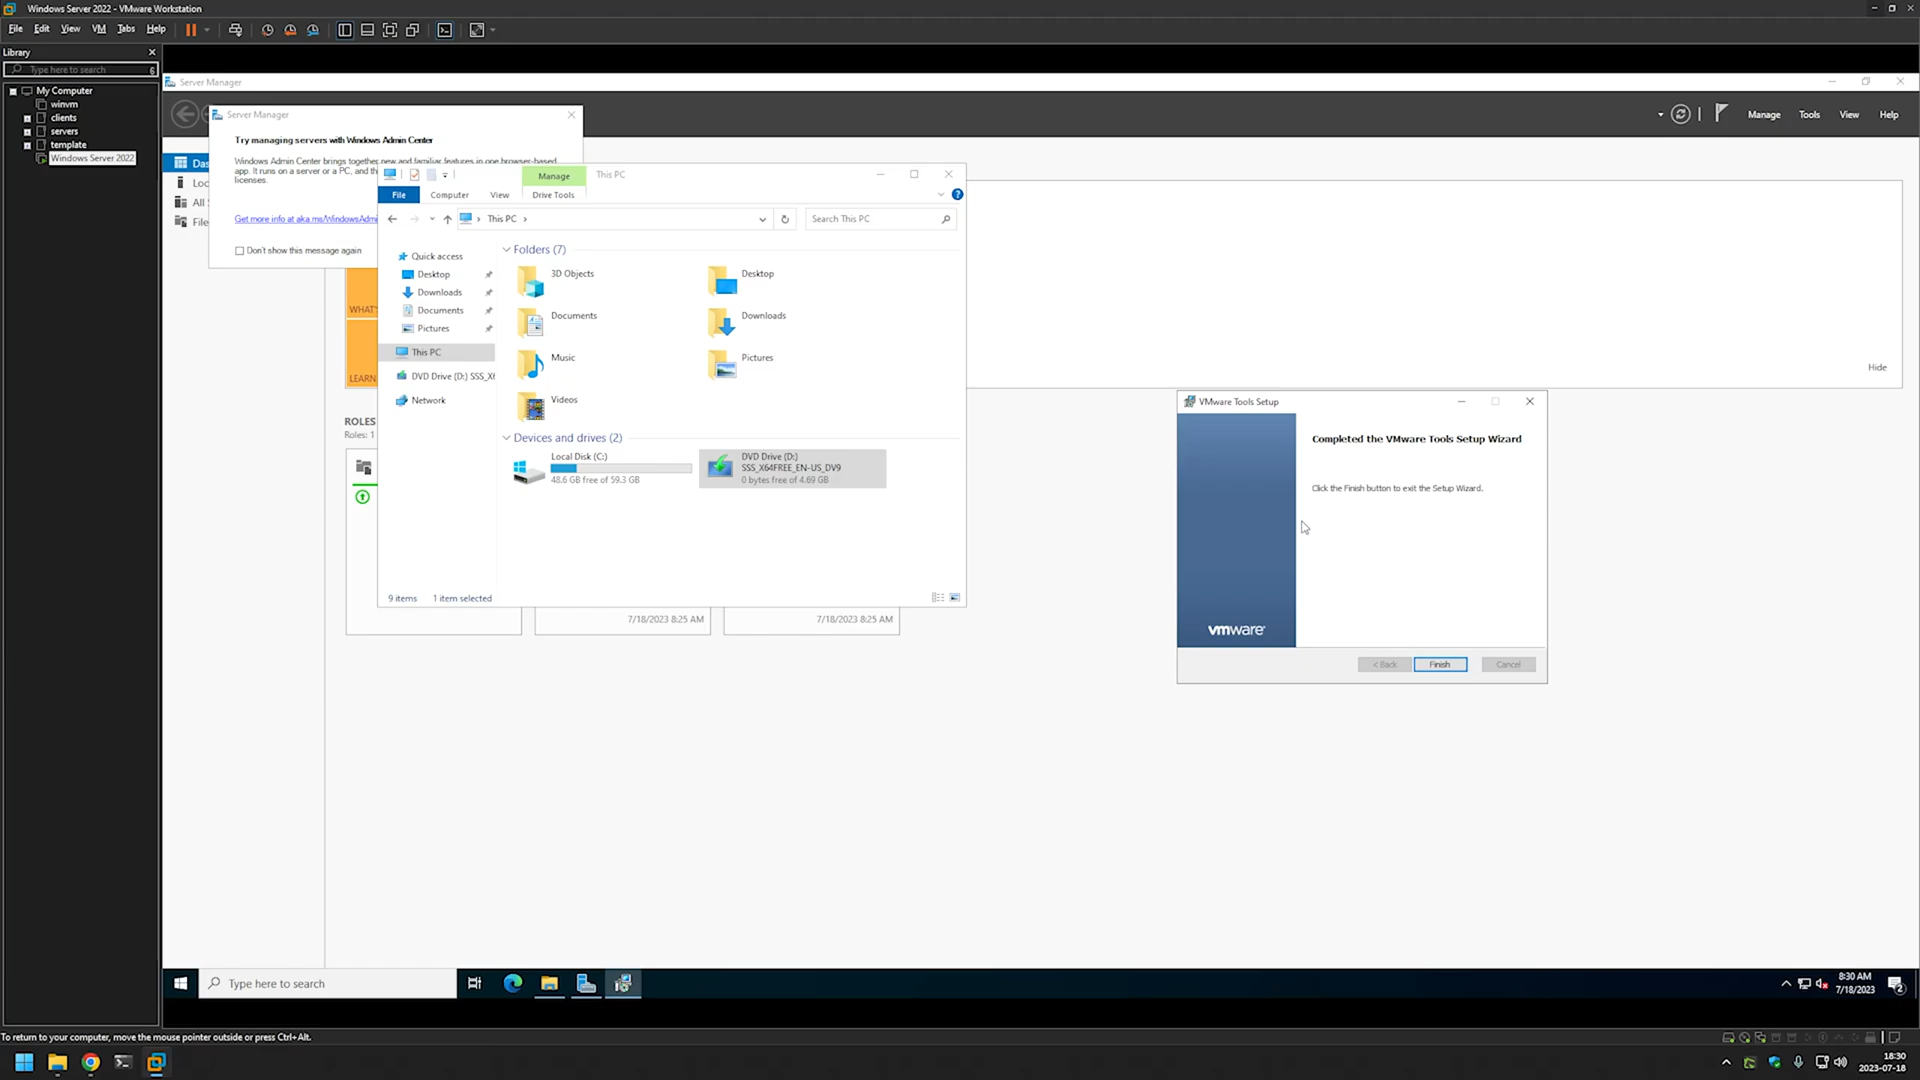 Windows Server 2022 - VMware Workstation
File Edit View VM Tabs Help
Library
Type here to search
My Computer
winvm
clients
servers
template
Windows Server 2022
Server Manager
Manage Tools View Help
Server Manager
Try managing servers with Windows Admin Center
Windows Admin Center brings together new and familiar features in one browser-based
app. It runs on a server or a PC, and the
licenses.
Get more info at aka.ms/WindowsAdmi
Don't show this message again
Das
Loc
All S
File
WHAT'
LEARN
Hide
ROLES
Roles: 1
Manage This PC
File Computer View Drive Tools
This PC
Search This PC
Quick access
Desktop
Downloads
Documents
Pictures
This PC
DVD Drive (D:) SSS_X6
Network
Folders (7)
3D Objects
Desktop
Documents
Downloads
Music
Pictures
Videos
Devices and drives (2)
Local Disk (C:)
48.6 GB free of 59.3 GB
DVD Drive (D:)
SSS_X64FREE_EN-US_DV9
0 bytes free of 4.69 GB
9 items 1 item selected
7/18/2023 8:25 AM
7/18/2023 8:25 AM
VMware Tools Setup
Completed the VMware Tools Setup Wizard
Click the Finish button to exit the Setup Wizard.
vmware
< Back Finish Cancel
Type here to search
8:30 AM
7/18/2023
2
To return to your computer, move the mouse pointer outside or press Ctrl+Alt.
18:30
2023-07-18